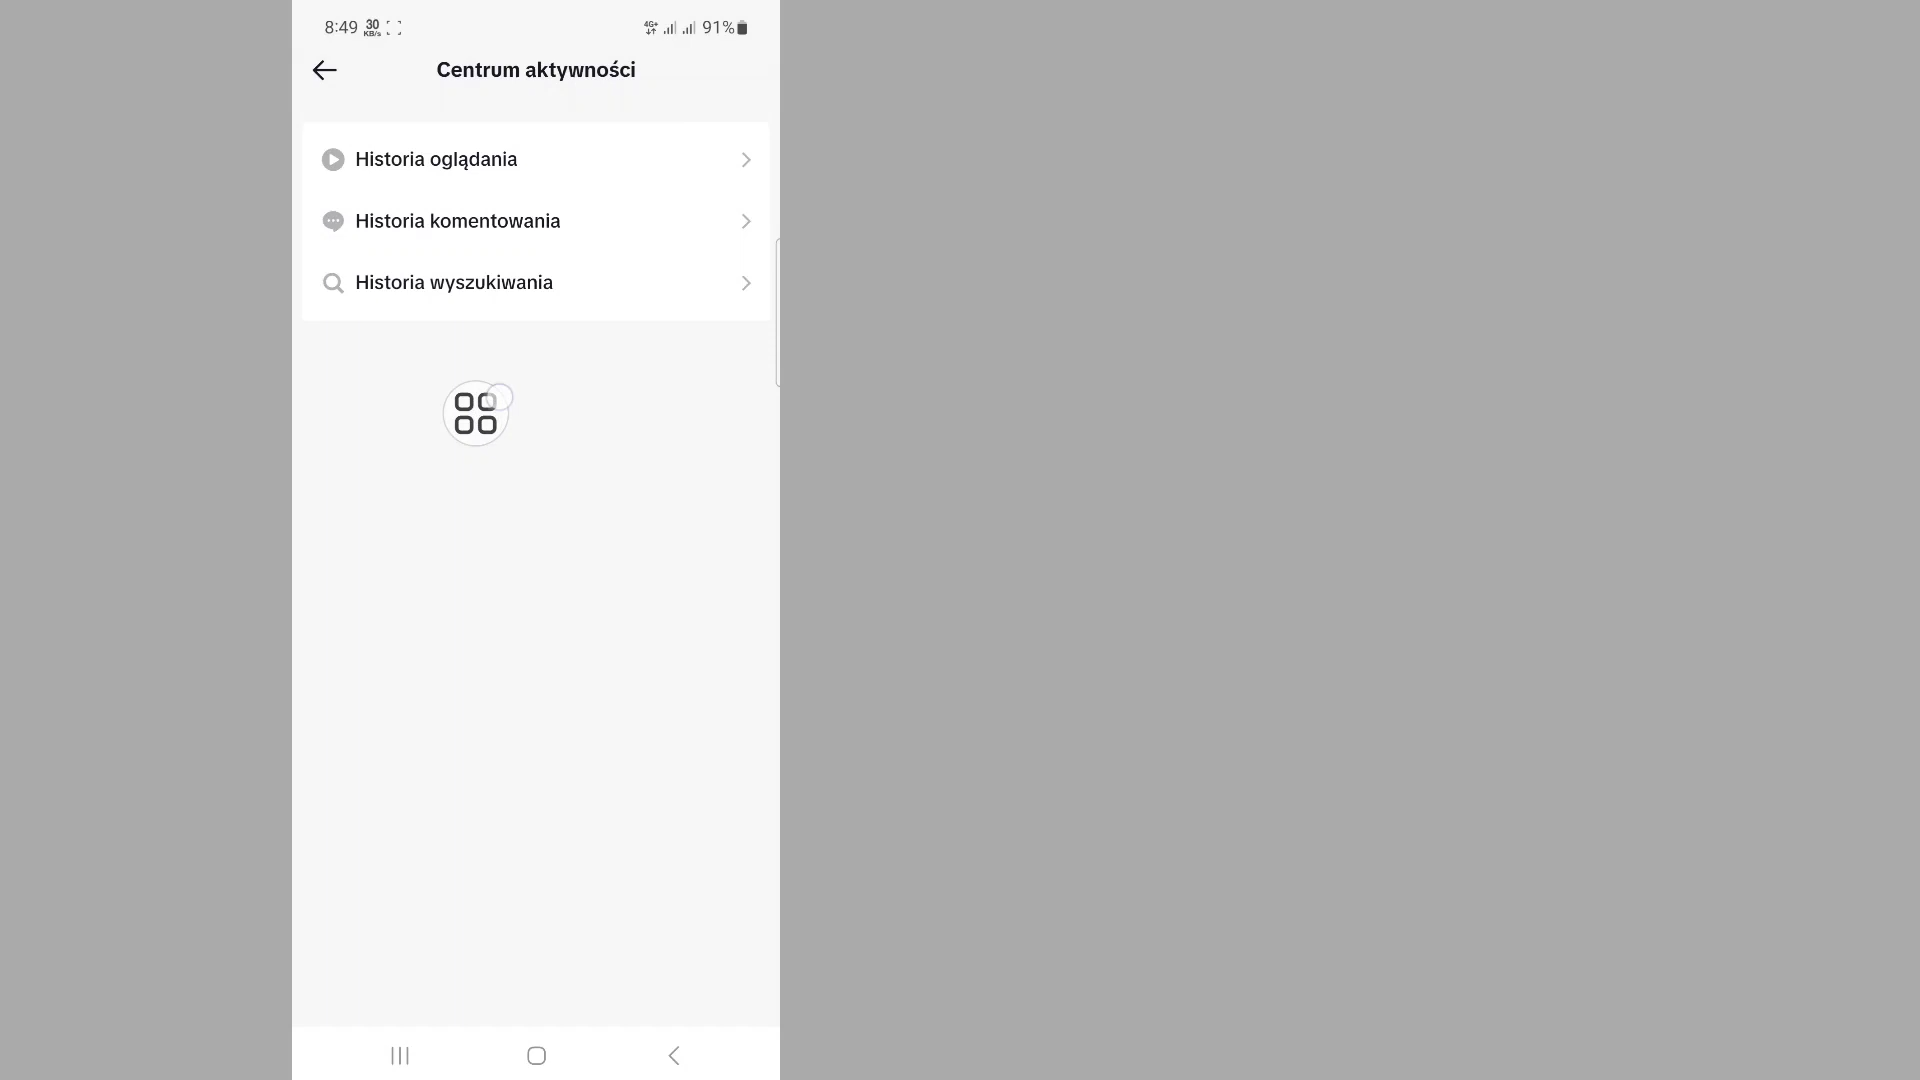 8:49 30 KB/s 4G+ 91%
Centrum aktywności
Historia oglądania
Historia komentowania
Historia wyszukiwania